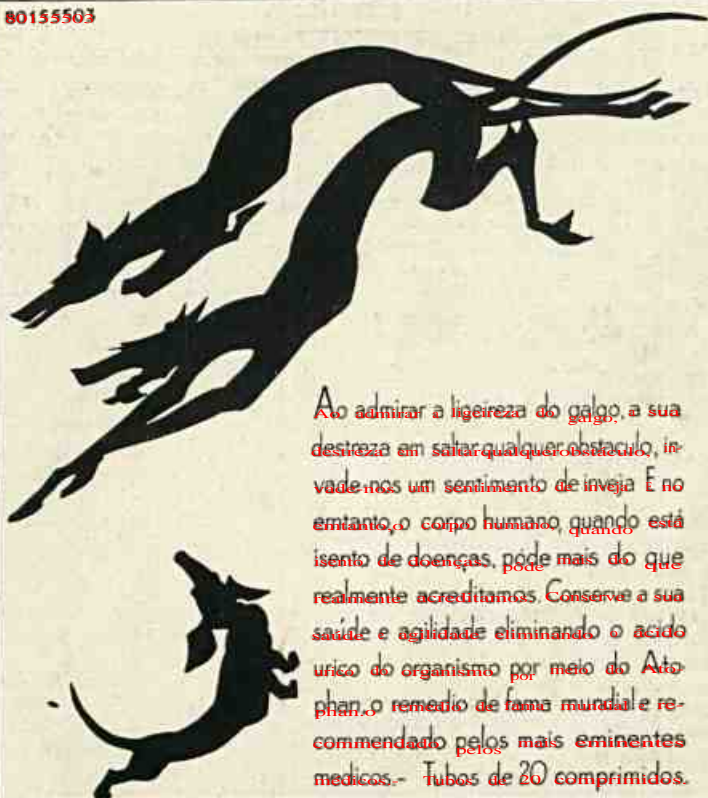 80155503
Ao admirar a ligeireza do galgo, a sua
destreza em saltar qualquer obstaculo, in-
vade-nos um sentimento de inveja E no
emtanto, o corpo humano, quando está
isento de doenças, póde mais do que
realmente acreditamos. Conserve a sua
saúde e agilidade eliminando o acido
urico do organismo por meio do Ato-
phan, o remedio de fama mundial e re-
commendado pelos mais eminentes
medicos.- Tubos de 20 comprimidos.